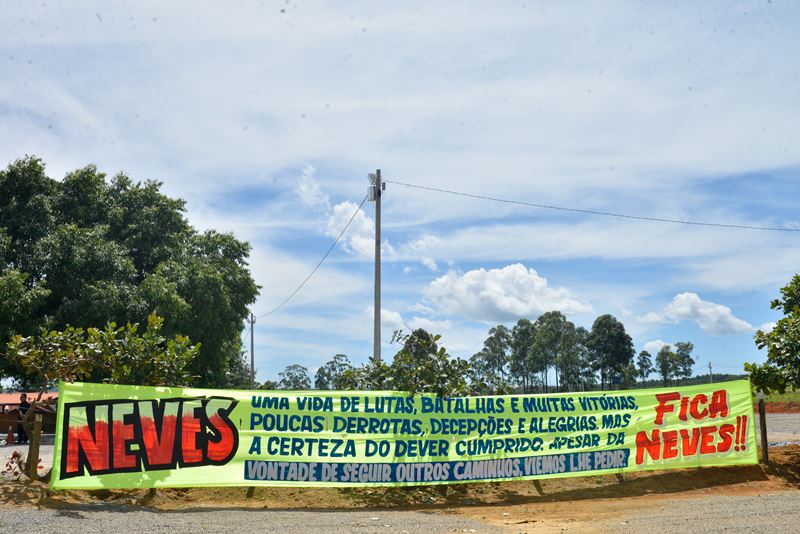 NEVES
UMA VIDA DE LUTAS, BATALHAS E MUITAS VITÓRIAS,
POUCAS DERROTAS, DECEPÇÕES E ALEGRIAS, MAS
A CERTEZA DO DEVER CUMPRIDO. APESAR DA
VONTADE DE SEGUIR OUTROS CAMINHOS, VIEMOS LHE PEDIR
FICA
NEVES!!